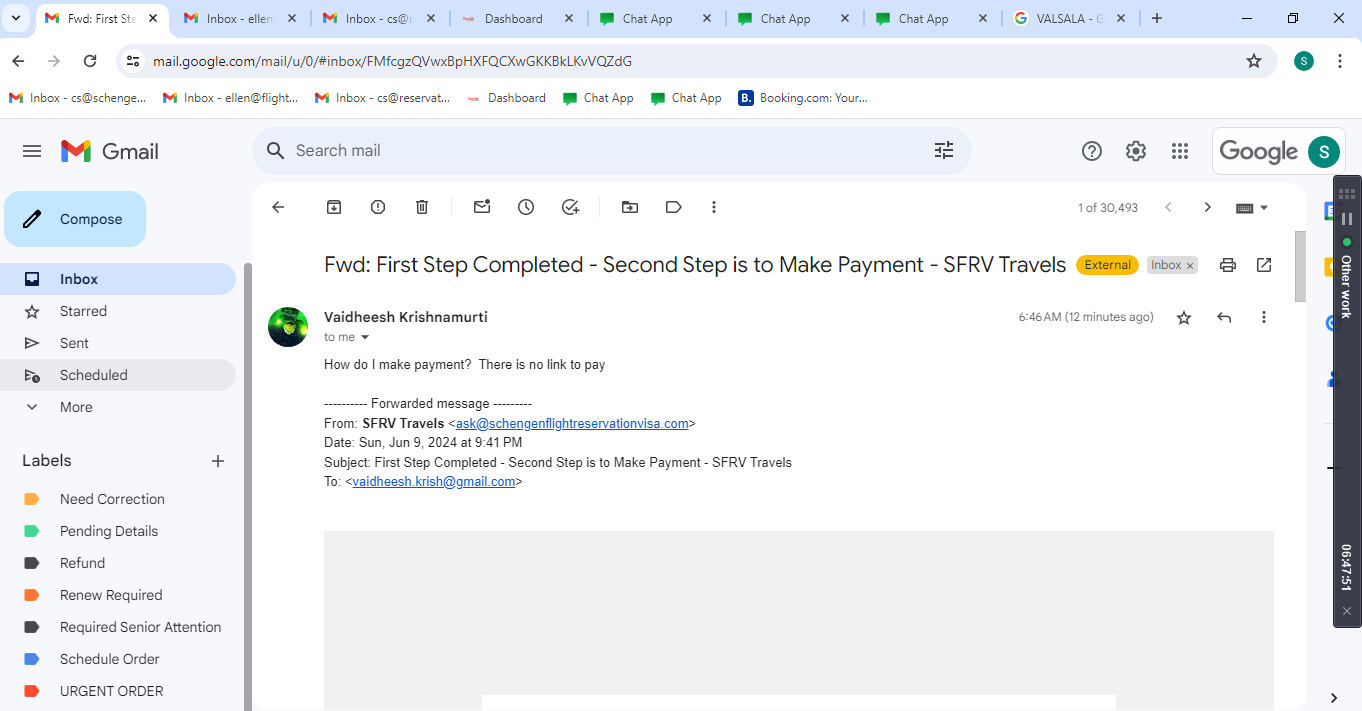 Fwd: First Ste
Inbox - ellen
Inbox - cs@r
Dashboard
Chat App
Chat App
Chat App
VALSALA - G
mail.google.com/mail/u/0/#inbox/FMfcgzQVwxBpHXFQCXwGKKBkLKvVQZdG
S
Inbox - cs@schenge...
Inbox - ellen@flight...
Inbox - cs@reservat...
Dashboard
Chat App
Chat App
B.
Booking.com: Your...
Gmail
Search mail
Google
S
Compose
1 of 30,493
Inbox
Starred
Sent
Scheduled
More
Labels
Need Correction
Pending Details
Refund
Renew Required
Required Senior Attention
Schedule Order
URGENT ORDER
Fwd: First Step Completed - Second Step is to Make Payment - SFRV Travels
External
Inbox ×
Vaidheesh Krishnamurti
6:46 AM (12 minutes ago)
to me
How do I make payment?  There is no link to pay
---------- Forwarded message ---------
From: SFRV Travels <ask@schengenflightreservationvisa.com>
Date: Sun, Jun 9, 2024 at 9:41 PM
Subject: First Step Completed - Second Step is to Make Payment - SFRV Travels
To: <vaidheesh.krish@gmail.com>
Other work
06:47:51